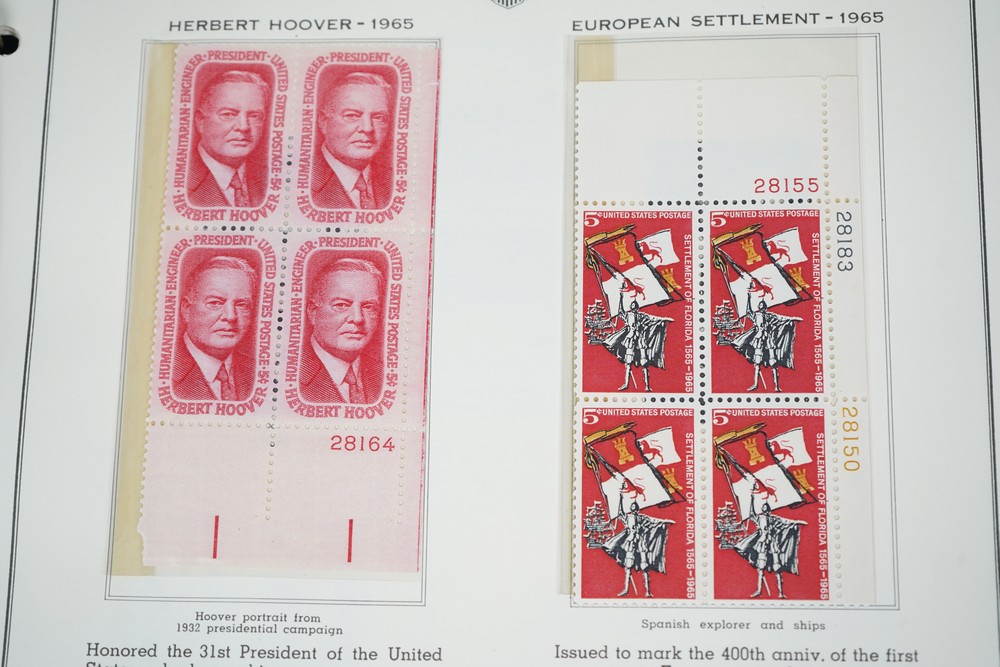 HERBERT HOOVER - 1965
HUMANITARIAN · ENGINEER · PRESIDENT · UNITED STATES POSTAGE · 5¢
HERBERT HOOVER
HUMANITARIAN · ENGINEER · PRESIDENT · UNITED STATES POSTAGE · 5¢
HERBERT HOOVER
HUMANITARIAN · ENGINEER · PRESIDENT · UNITED STATES POSTAGE · 5¢
HERBERT HOOVER
HUMANITARIAN · ENGINEER · PRESIDENT · UNITED STATES POSTAGE · 5¢
HERBERT HOOVER
28164
Hoover portrait from
1932 presidential campaign
Honored the 31st President of the United
EUROPEAN SETTLEMENT - 1965
28155
28183
28150
5¢ UNITED STATES POSTAGE
SETTLEMENT OF FLORIDA 1565-1965
5¢ UNITED STATES POSTAGE
SETTLEMENT OF FLORIDA 1565-1965
5¢ UNITED STATES POSTAGE
SETTLEMENT OF FLORIDA 1565-1965
5¢ UNITED STATES POSTAGE
SETTLEMENT OF FLORIDA 1565-1965
Spanish explorer and ships
Issued to mark the 400th anniv. of the first